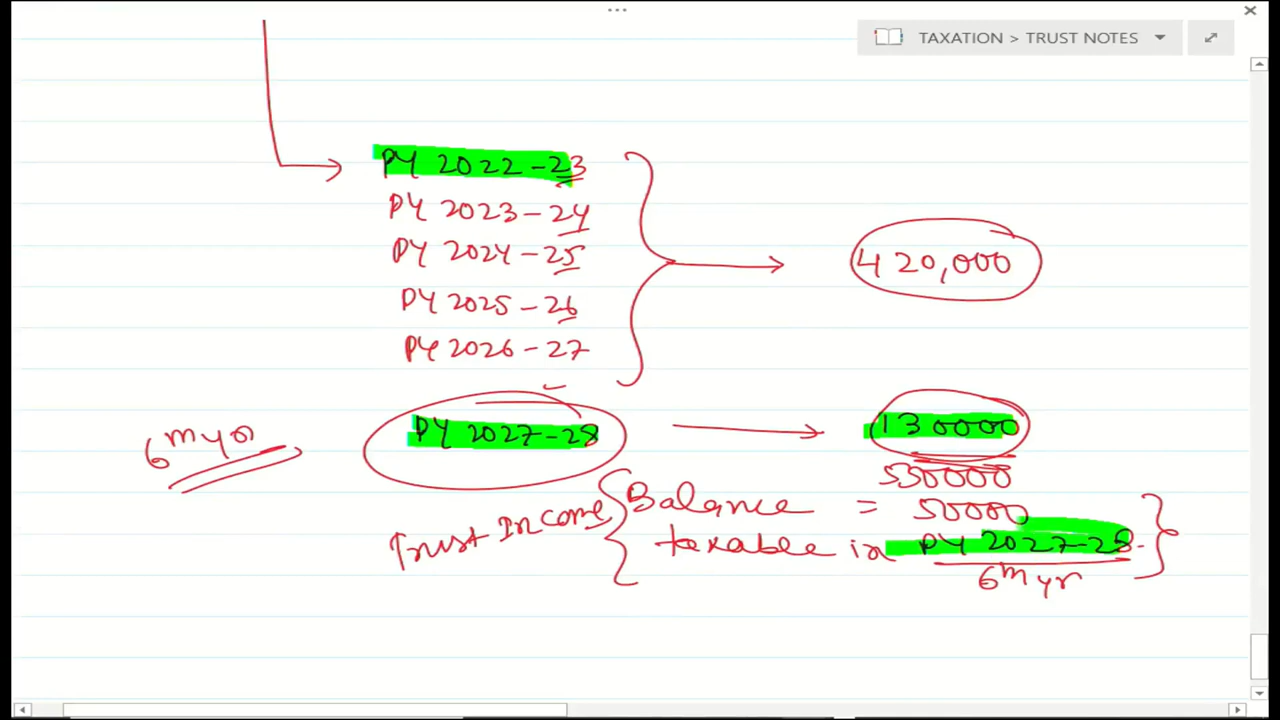 TAXATION > TRUST NOTES
PY 2022-23
PY 2023-24
PY 2024-25
PY 2025-26
PY 2026-27
420,000
6m yr
PY 2027-28
130000
530000
Trust Income
Balance = 50000
taxable in PY 2027-28.
6m yr